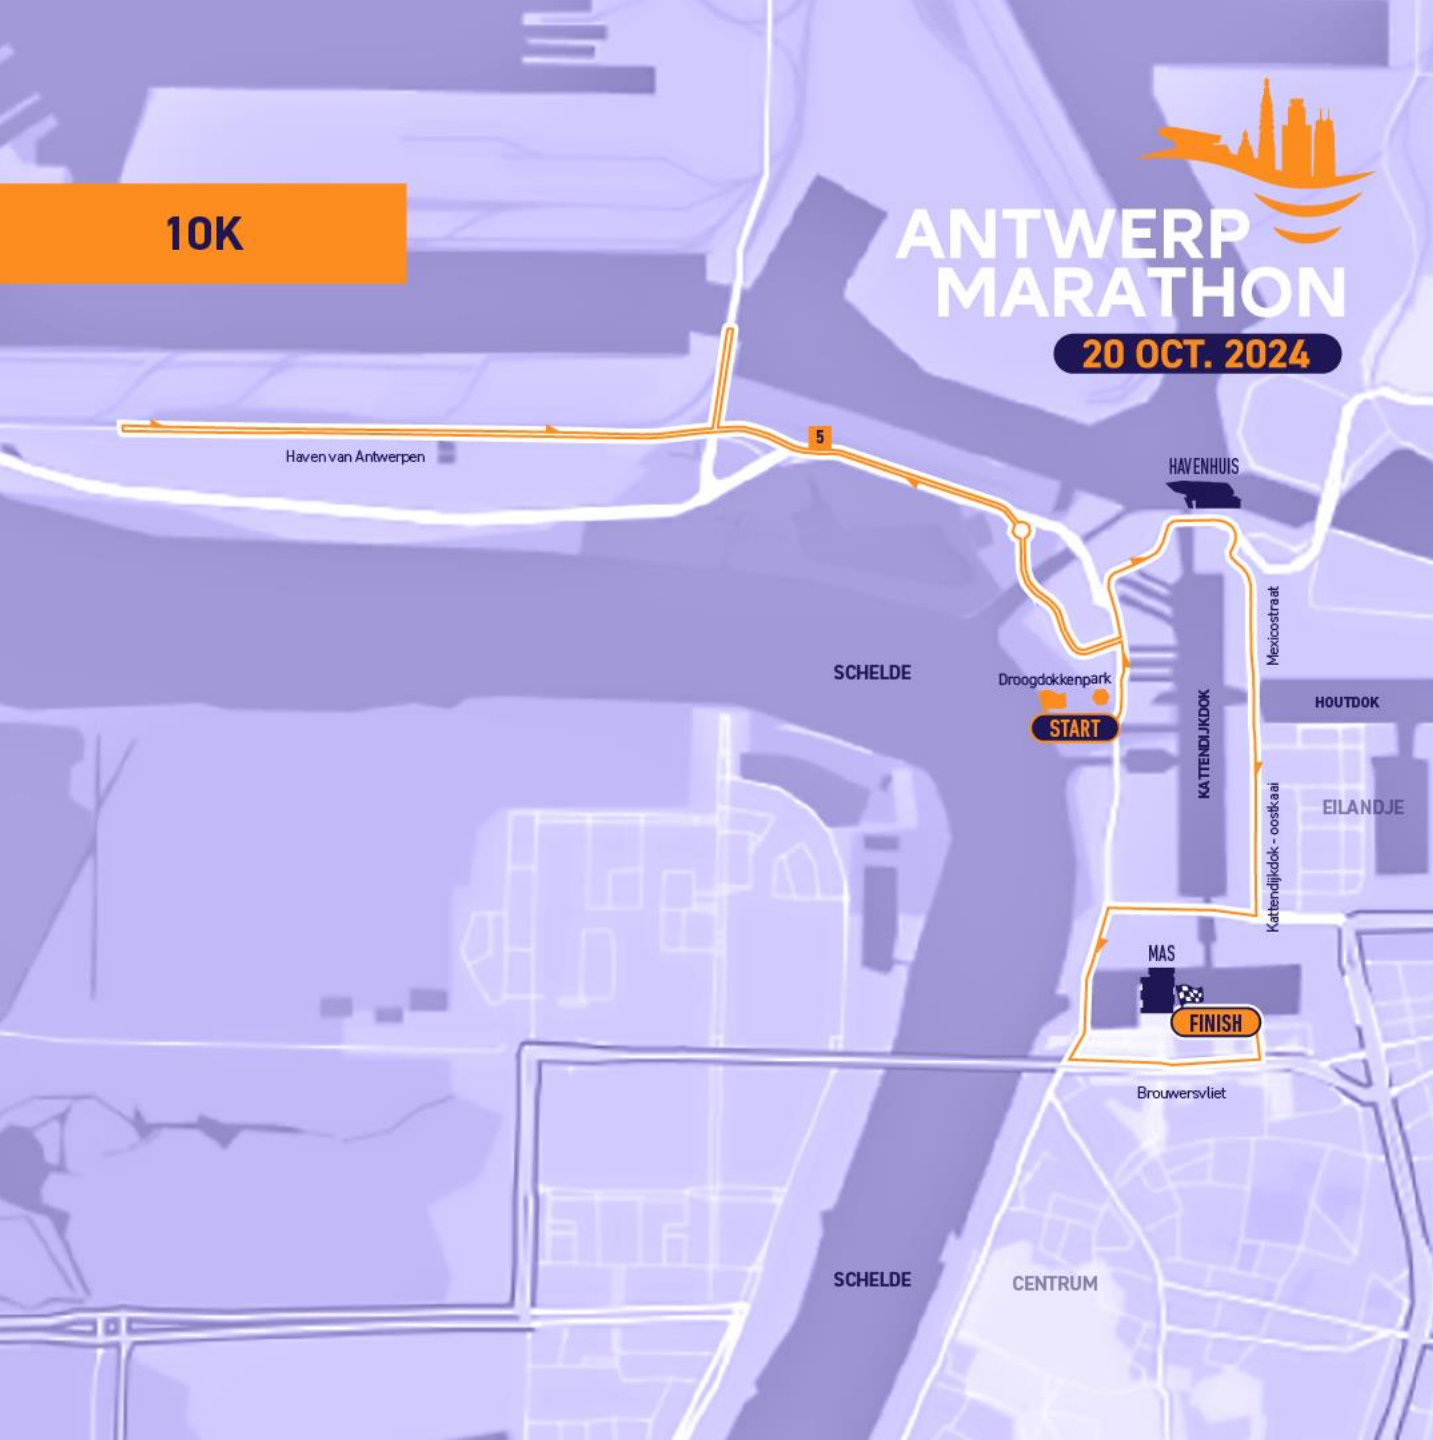 10K
ANTWERP
MARATHON
20 OCT. 2024
5
Haven van Antwerpen
HAVENHUIS
Mexicostraat
SCHELDE
Droogdokkenpark
START
KATTENDIJKDOK
HOUTDOK
EILANDJE
Kattendijkdok - oostkaai
MAS
FINISH
Brouwersvliet
SCHELDE
CENTRUM